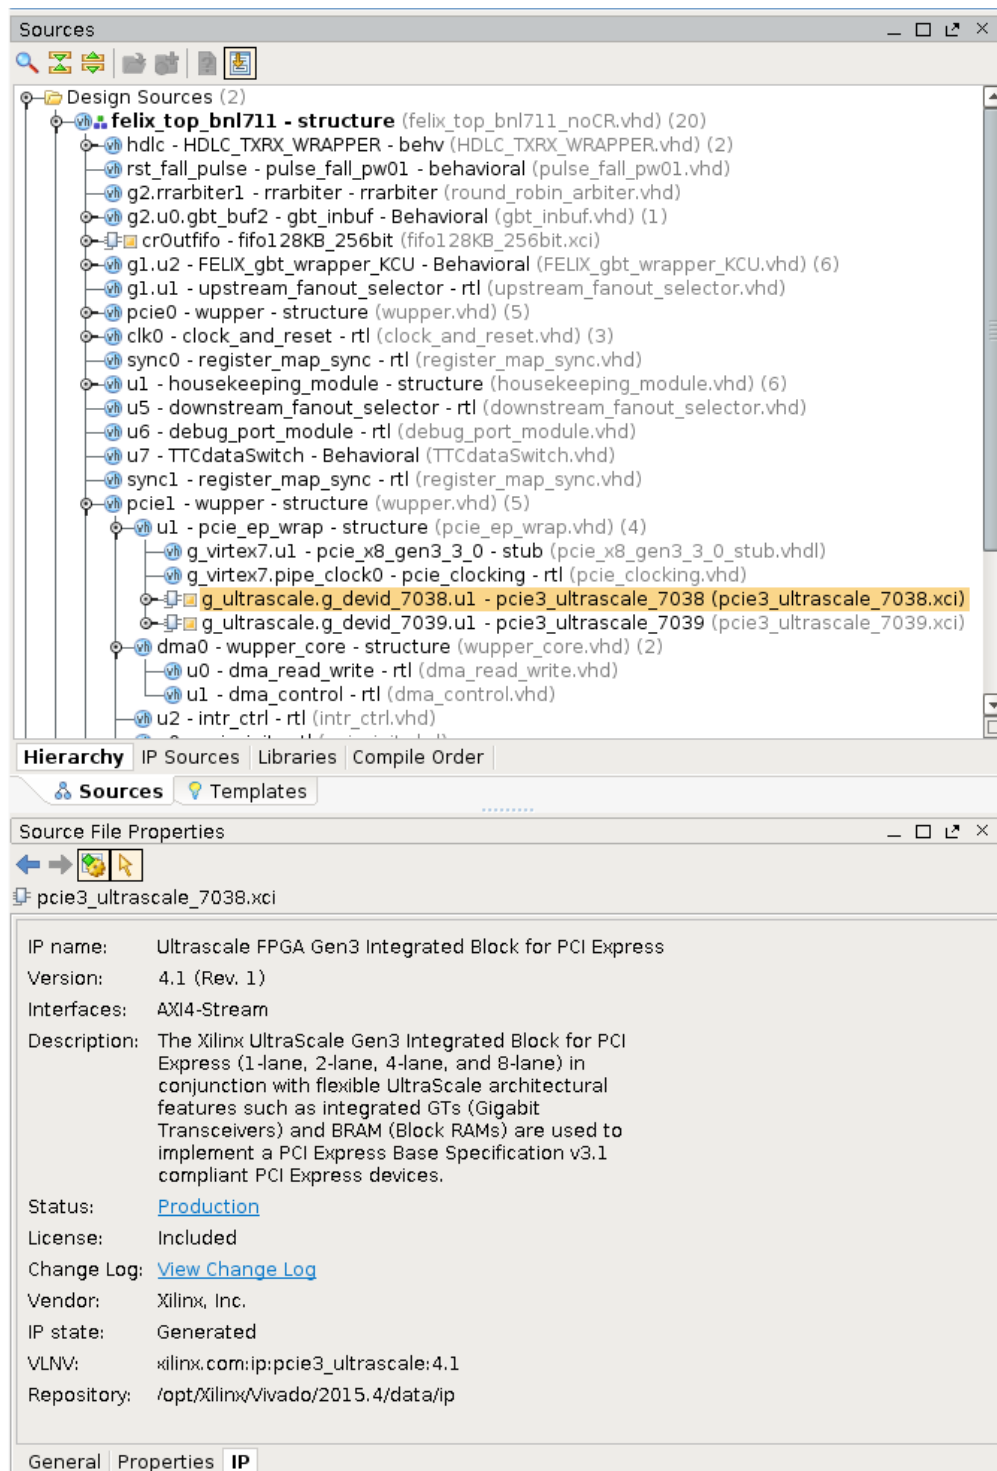 Sources
Design Sources (2)
felix_top_bnl711 - structure (felix_top_bnl711_noCR.vhd) (20)
hdlc - HDLC_TXRX_WRAPPER - behv (HDLC_TXRX_WRAPPER.vhd) (2)
rst_fall_pulse - pulse_fall_pw01 - behavioral (pulse_fall_pw01.vhd)
g2.rrarbiter1 - rrarbiter - rrarbiter (round_robin_arbiter.vhd)
g2.u0.gbt_buf2 - gbt_inbuf - Behavioral (gbt_inbuf.vhd) (1)
crOutfifo - fifo128KB_256bit (fifo128KB_256bit.xci)
g1.u2 - FELIX_gbt_wrapper_KCU - Behavioral (FELIX_gbt_wrapper_KCU.vhd) (6)
g1.u1 - upstream_fanout_selector - rtl (upstream_fanout_selector.vhd)
pcie0 - wupper - structure (wupper.vhd) (5)
clk0 - clock_and_reset - rtl (clock_and_reset.vhd) (3)
sync0 - register_map_sync - rtl (register_map_sync.vhd)
u1 - housekeeping_module - structure (housekeeping_module.vhd) (6)
u5 - downstream_fanout_selector - rtl (downstream_fanout_selector.vhd)
u6 - debug_port_module - rtl (debug_port_module.vhd)
u7 - TTCdataSwitch - Behavioral (TTCdataSwitch.vhd)
sync1 - register_map_sync - rtl (register_map_sync.vhd)
pcie1 - wupper - structure (wupper.vhd) (5)
u1 - pcie_ep_wrap - structure (pcie_ep_wrap.vhd) (4)
g_virtex7.u1 - pcie_x8_gen3_3_0 - stub (pcie_x8_gen3_3_0_stub.vhdl)
g_virtex7.pipe_clock0 - pcie_clocking - rtl (pcie_clocking.vhd)
g_ultrascale.g_devid_7038.u1 - pcie3_ultrascale_7038 (pcie3_ultrascale_7038.xci)
g_ultrascale.g_devid_7039.u1 - pcie3_ultrascale_7039 (pcie3_ultrascale_7039.xci)
dma0 - wupper_core - structure (wupper_core.vhd) (2)
u0 - dma_read_write - rtl (dma_read_write.vhd)
u1 - dma_control - rtl (dma_control.vhd)
u2 - intr_ctrl - rtl (intr_ctrl.vhd)
Hierarchy IP Sources Libraries Compile Order
Sources Templates
Source File Properties
pcie3_ultrascale_7038.xci
IP name: Ultrascale FPGA Gen3 Integrated Block for PCI Express
Version: 4.1 (Rev. 1)
Interfaces: AXI4-Stream
Description: The Xilinx UltraScale Gen3 Integrated Block for PCI
Express (1-lane, 2-lane, 4-lane, and 8-lane) in
conjunction with flexible UltraScale architectural
features such as integrated GTs (Gigabit
Transceivers) and BRAM (Block RAMs) are used to
implement a PCI Express Base Specification v3.1
compliant PCI Express devices.
Status: Production
License: Included
Change Log: View Change Log
Vendor: Xilinx, Inc.
IP state: Generated
VLNV: xilinx.com:ip:pcie3_ultrascale:4.1
Repository: /opt/Xilinx/Vivado/2015.4/data/ip
General Properties IP